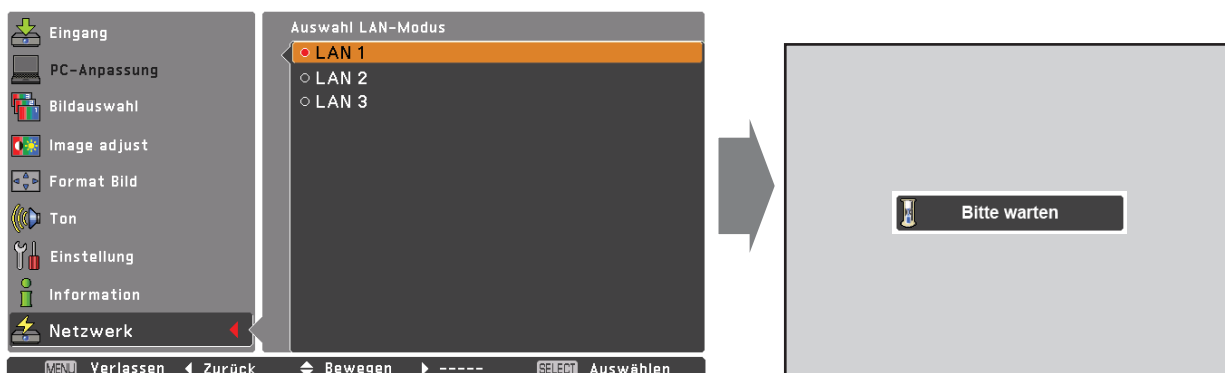 Eingang
PC-Anpassung
Bildauswahl
Image adjust
Format Bild
Ton
Einstellung
Information
Netzwerk
Auswahl LAN-Modus
LAN 1
LAN 2
LAN 3
MENU Verlassen Zurück Bewegen ----- SELECT Auswählen
Bitte warten